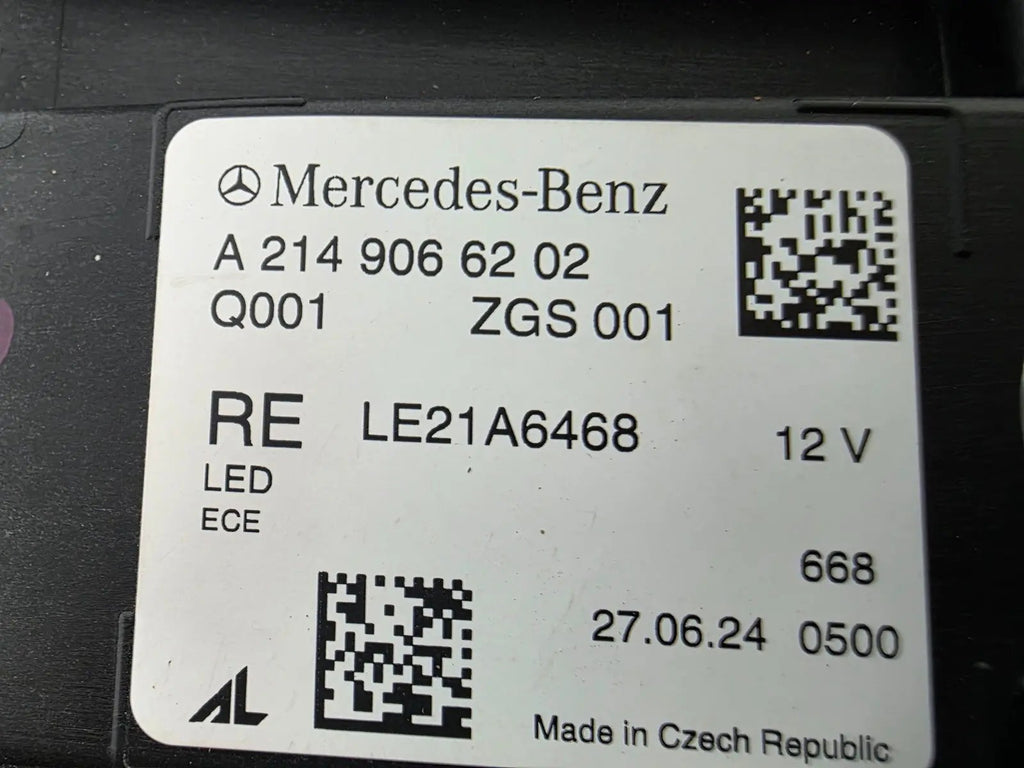 Mercedes-Benz
A 214 906 62 02
Q001 ZGS 001
RE LE21A6468 12 V
LED
ECE
668
27.06.24 0500
AL
Made in Czech Republic